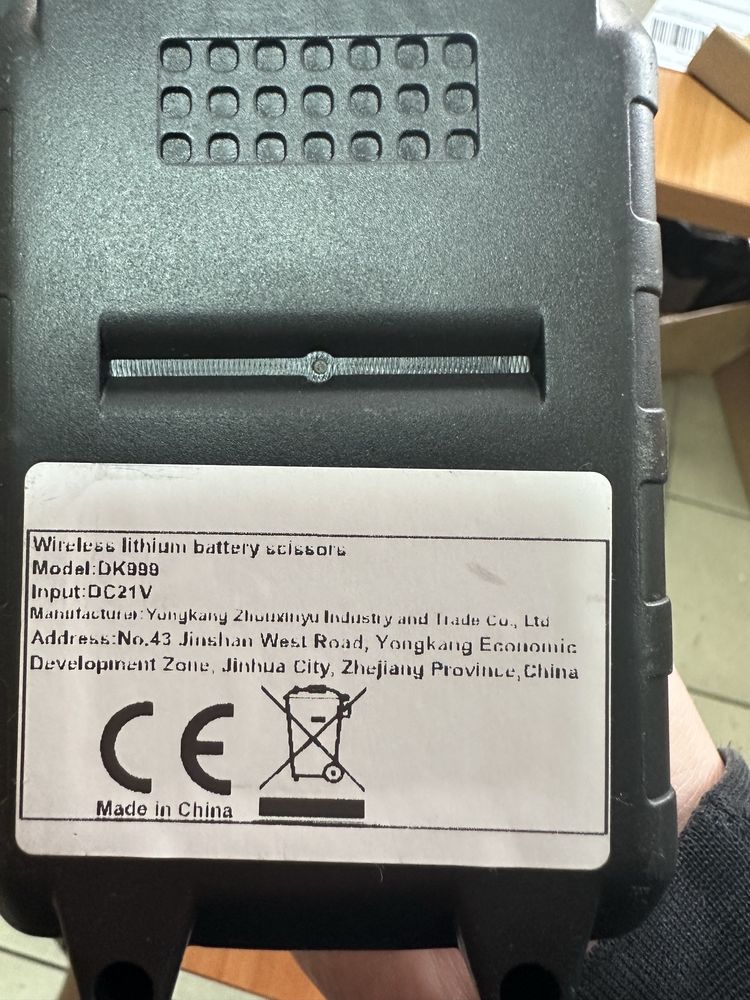 Wireless lithium battery scissors
Model:DK999
Input:DC21V
Manufacturer:Yongkang Zhouxinyu Industry and Trade Co., Ltd
Address:No.43 Jinshan West Road, Yongkang Economic
Development Zone, Jinhua City, Zhejiang Province,China
CE
Made in China